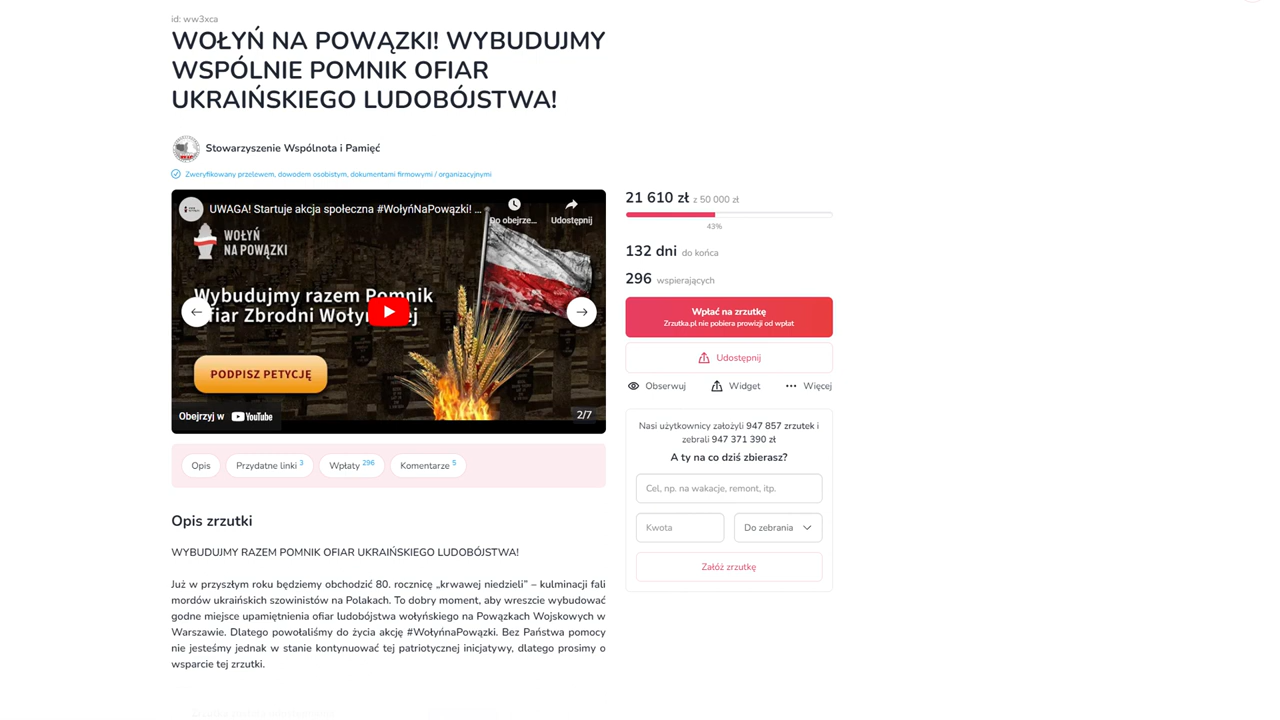 id: ww3xca
WOŁYŃ NA POWĄZKI! WYBUDUJMY
WSPÓLNIE POMNIK OFIAR
UKRAIŃSKIEGO LUDOBÓJSTWA!
Stowarzyszenie Wspólnota i Pamięć
Zweryfikowany przelewem, dowodem osobistym, dokumentami firmowymi / organizacyjnymi
UWAGA! Startuje akcja społeczna #WołyńNaPowązki! ...
Do obejrze...
Udostępnij
WOŁYŃ
NA POWĄZKI
Wybudujmy razem Pomnik
Ofiar Zbrodni Wołyńskiej
PODPISZ PETYCJĘ
Obejrzyj w YouTube
2/7
Opis
Przydatne linki 3
Wpłaty 296
Komentarze 5
Opis zrzutki
WYBUDUJMY RAZEM POMNIK OFIAR UKRAIŃSKIEGO LUDOBÓJSTWA!
Już w przyszłym roku będziemy obchodzić 80. rocznicę „krwawej niedzieli” – kulminacji fali
mordów ukraińskich szowinistów na Polakach. To dobry moment, aby wreszcie wybudować
godne miejsce upamiętnienia ofiar ludobójstwa wołyńskiego na Powązkach Wojskowych w
Warszawie. Dlatego powołaliśmy do życia akcję #WołyńNaPowązki. Bez Państwa pomocy
nie jesteśmy jednak w stanie kontynuować tej patriotycznej inicjatywy, dlatego prosimy o
wsparcie tej zrzutki.
21 610 zł z 50 000 zł
43%
132 dni do końca
296 wspierających
Wpłać na zrzutkę
Zrzutka.pl nie pobiera prowizji od wpłat
Udostępnij
Obserwuj
Widget
Więcej
Nasi użytkownicy założyli 947 857 zrzutek i
zebrali 947 371 390 zł
A ty na co dziś zbierasz?
Cel, np. na wakacje, remont, itp.
Kwota
Do zebrania
Załóż zrzutkę